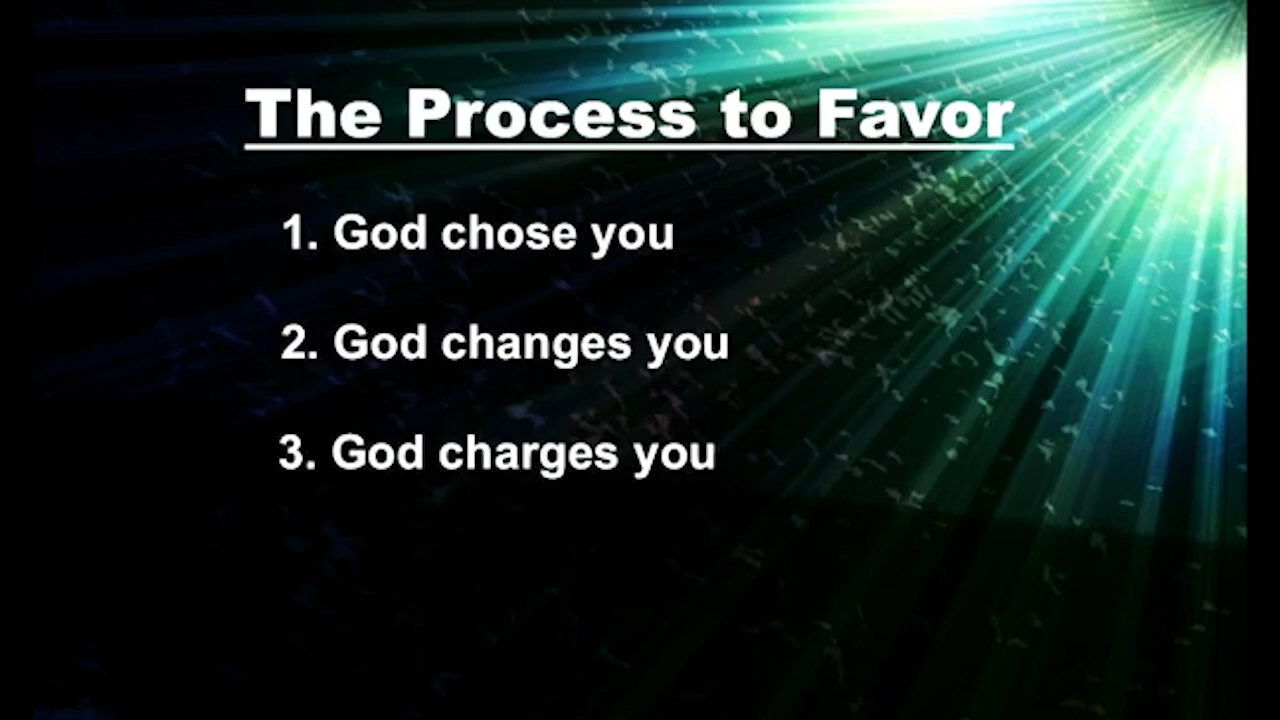 The Process to Favor
1. God chose you
2. God changes you
3. God charges you